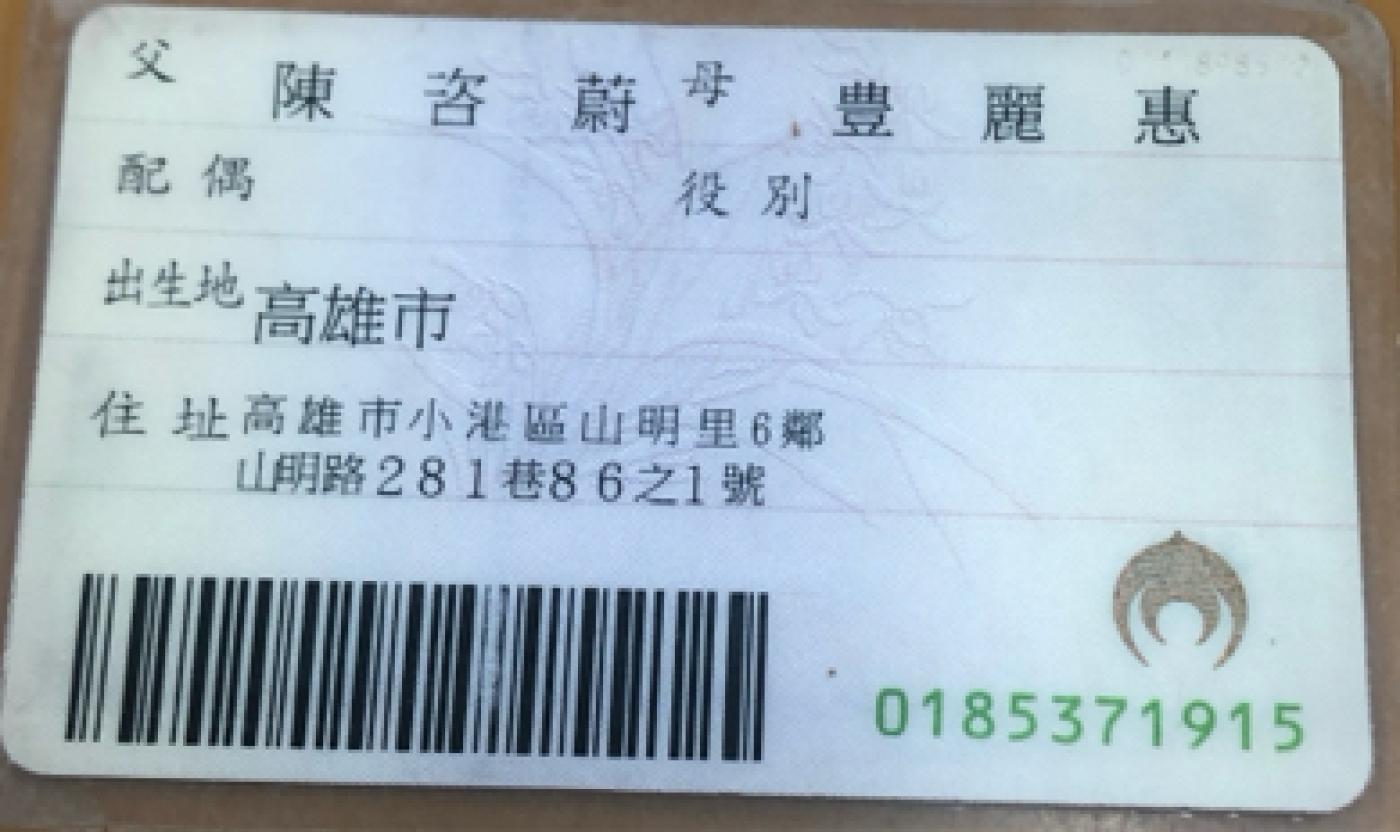 父 陳咨蔚 母 豊麗惠
配偶 役別
出生地 高雄市
住址 高雄市小港區山明里6鄰
山明路281巷86之1號
0185371915